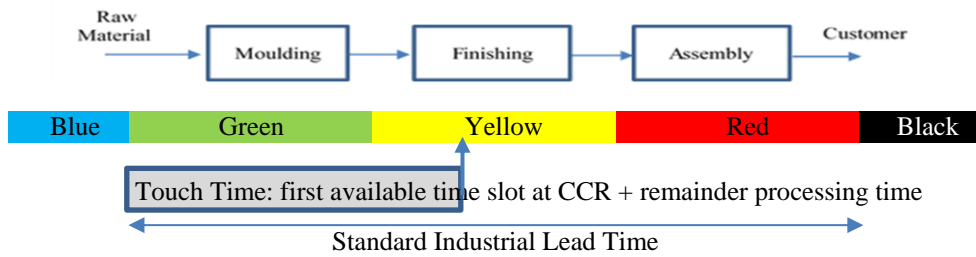 Raw
Material
Moulding
Finishing
Assembly
Customer
Blue Green Yellow Red Black
Touch Time: first available time slot at CCR + remainder processing time
Standard Industrial Lead Time